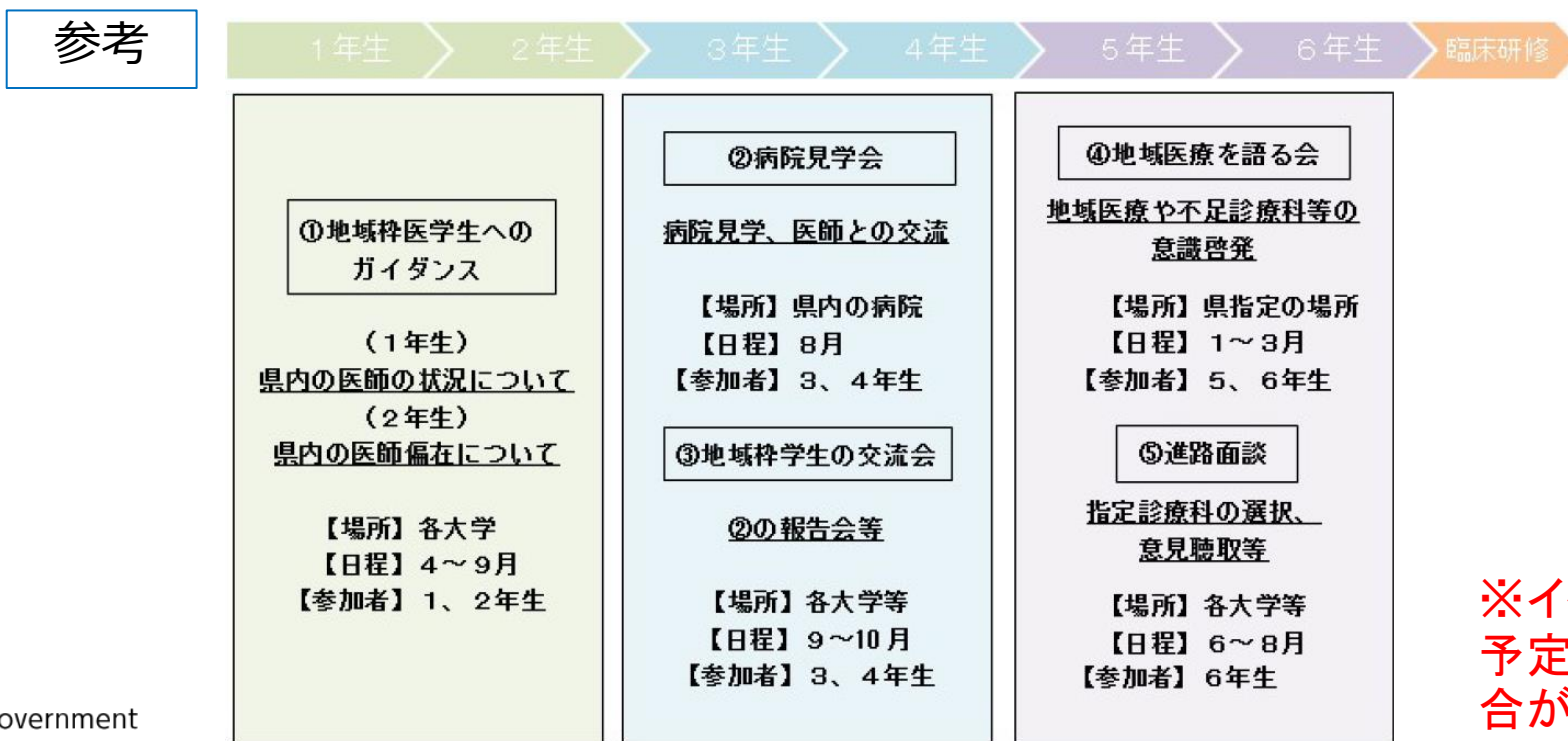 参考
1年生
2年生
3年生
4年生
5年生
6年生
臨床研修
①地域枠医学生への
ガイダンス
（1年生）
県内の医師の状況について
（2年生）
県内の医師偏在について
【場所】各大学
【日程】4～9月
【参加者】1、2年生
②病院見学会
病院見学、医師との交流
【場所】県内の病院
【日程】8月
【参加者】3、4年生
③地域枠学生の交流会
②の報告会等
【場所】各大学等
【日程】9～10月
【参加者】3、4年生
④地域医療を語る会
地域医療や不足診療科等の
意識啓発
【場所】県指定の場所
【日程】1～3月
【参加者】5、6年生
⑤進路面談
指定診療科の選択、
意見聴取等
【場所】各大学等
【日程】6～8月
【参加者】6年生
※イ
予定
合が
overnment